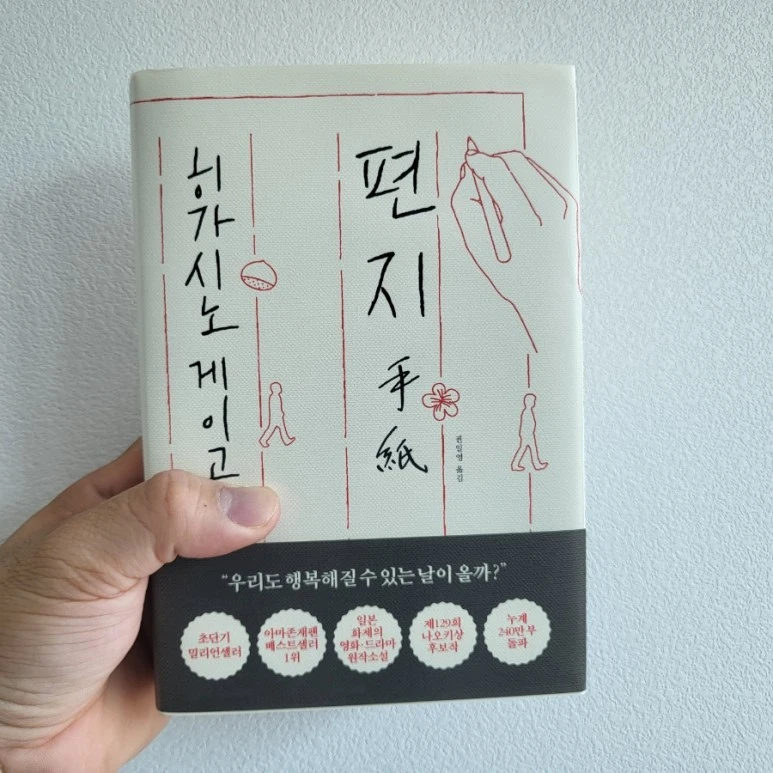 편지
手紙
히가시노 게이고
권일영 옮김
“우리도 행복해질 수 있는 날이 올까?”
초단기
밀리언셀러
아마존재팬
베스트셀러
1위
일본
화제의
영화·드라마
원작소설
제129회
나오키상
후보작
누계
240만 부
돌파